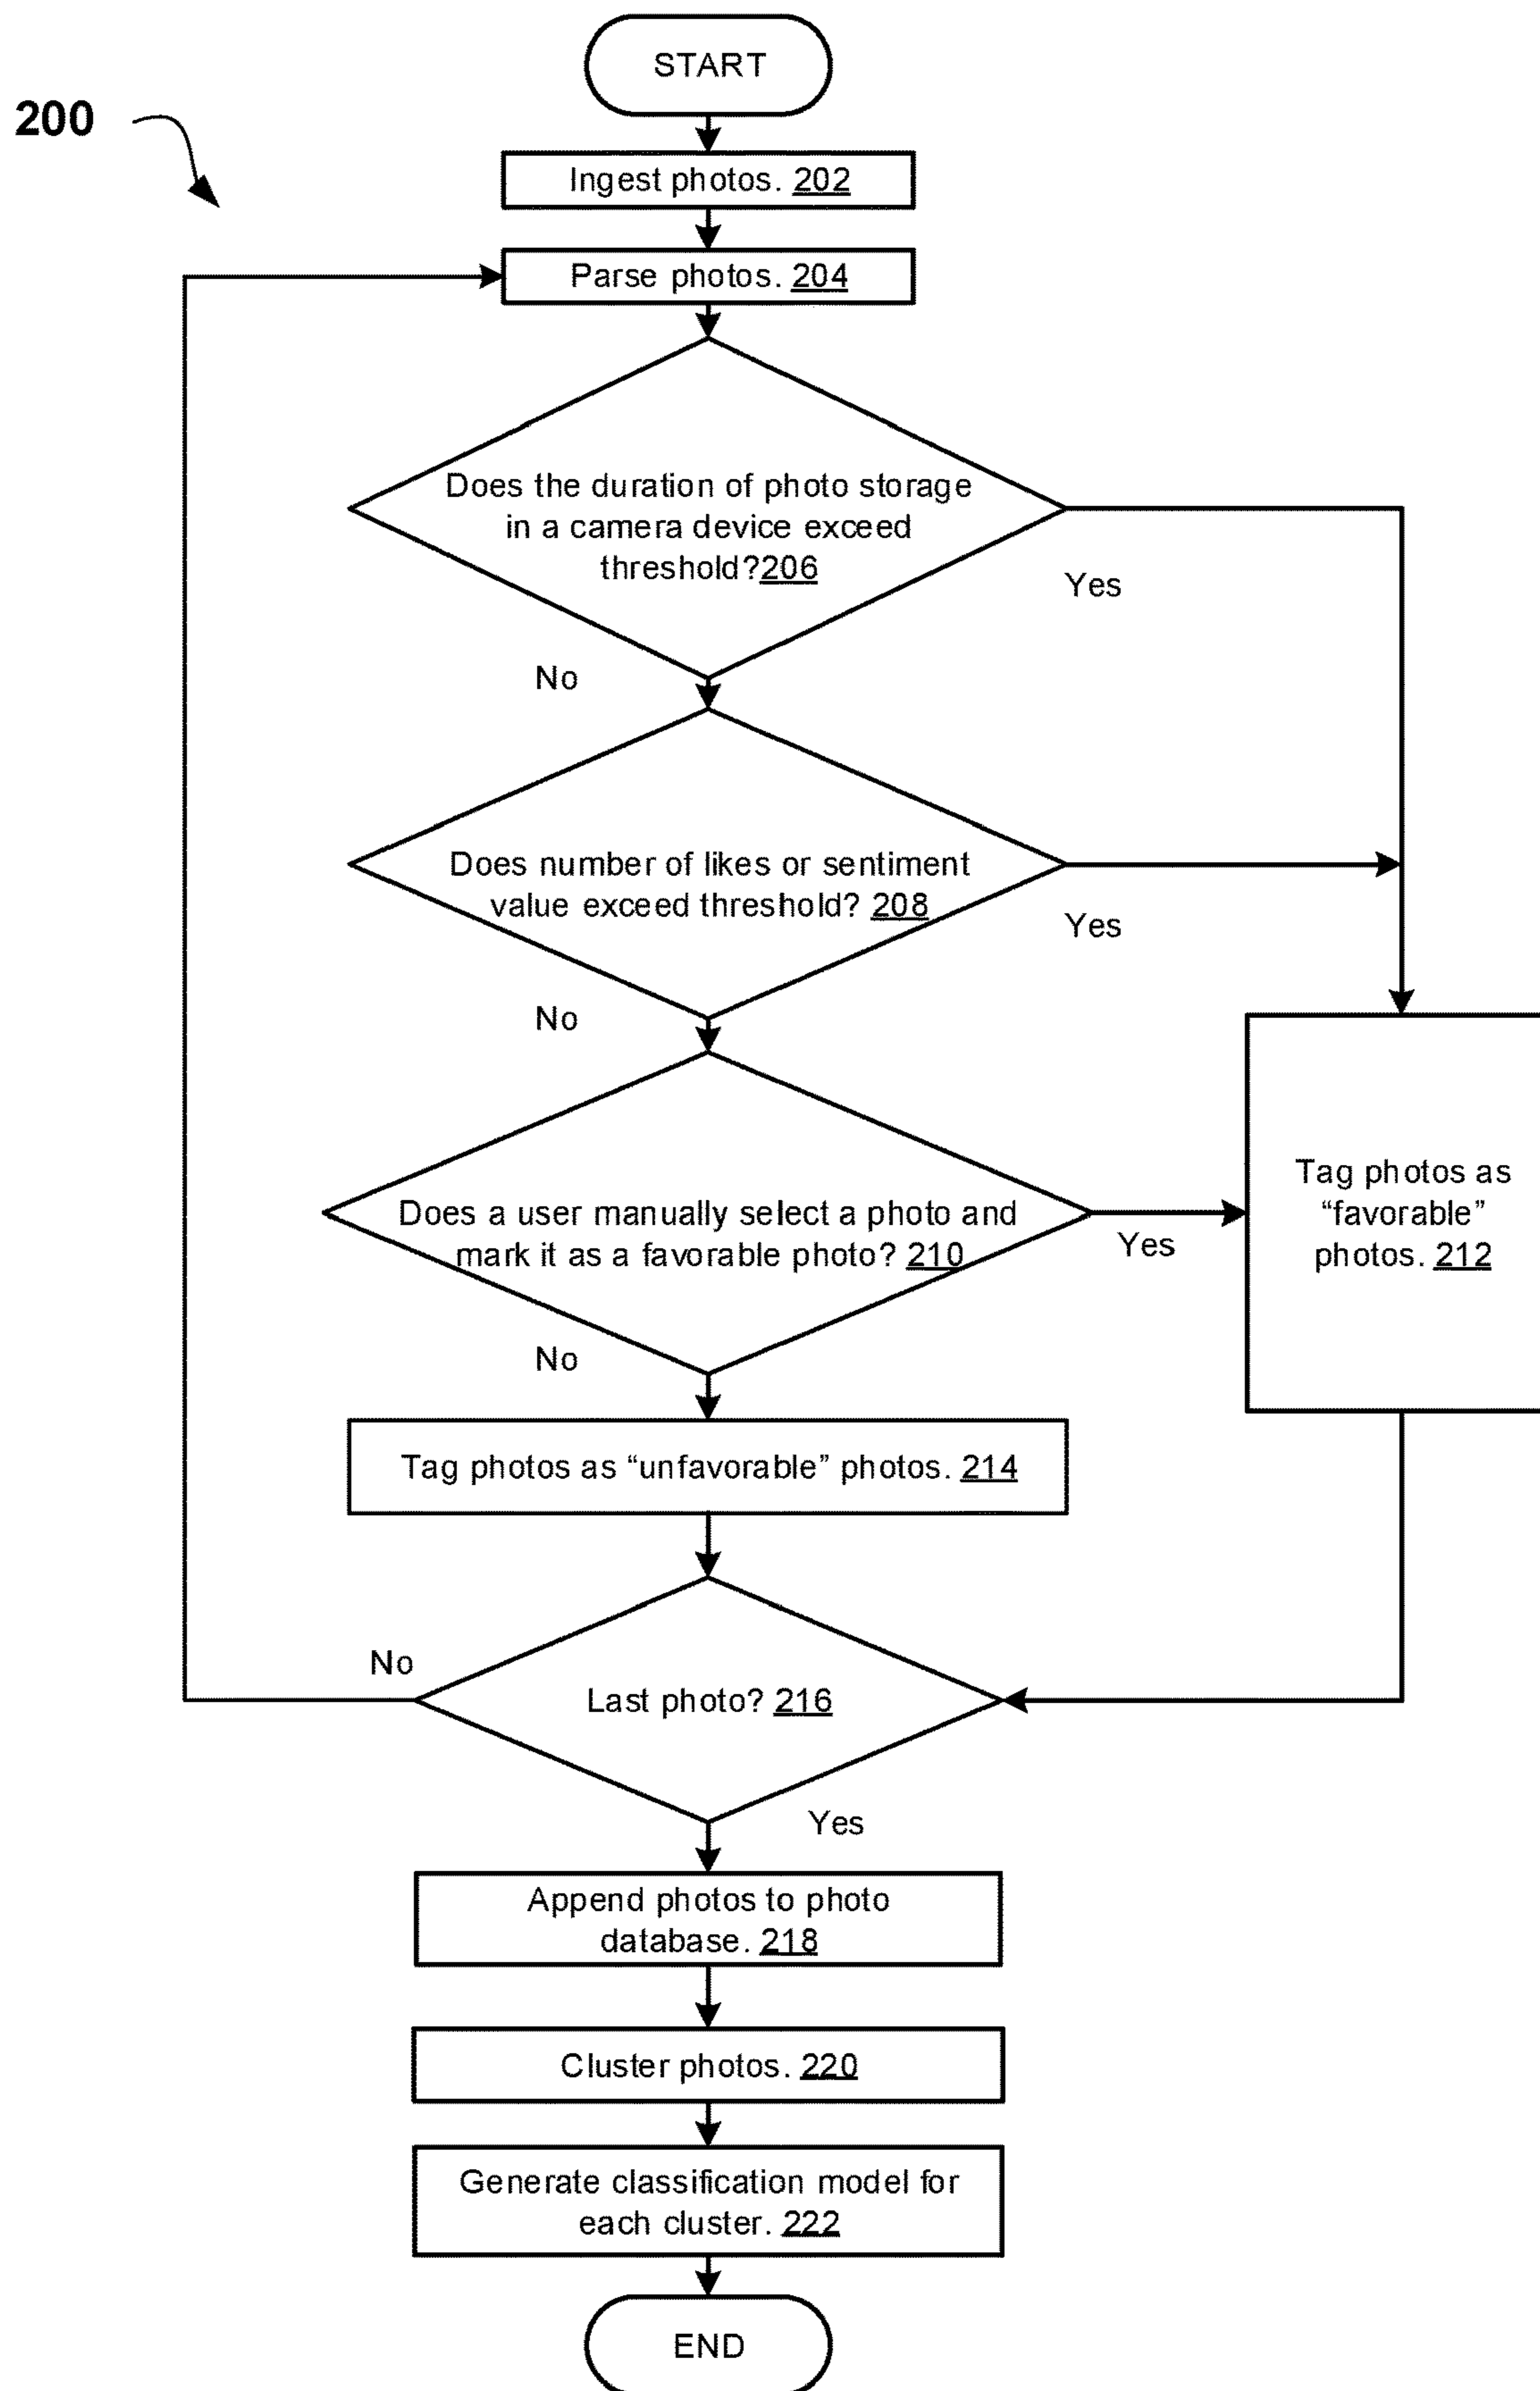 START
200
Ingest photos. 202
Parse photos. 204
Does the duration of photo storage
in a camera device exceed
threshold?206
Yes
No
Does number of likes or sentiment
value exceed threshold? 208
Yes
No
Does a user manually select a photo and
mark it as a favorable photo? 210
Yes
Tag photos as
“favorable”
photos. 212
No
Tag photos as “unfavorable” photos. 214
No
Last photo? 216
Yes
Append photos to photo
database. 218
Cluster photos. 220
Generate classification model for
each cluster. 222
END